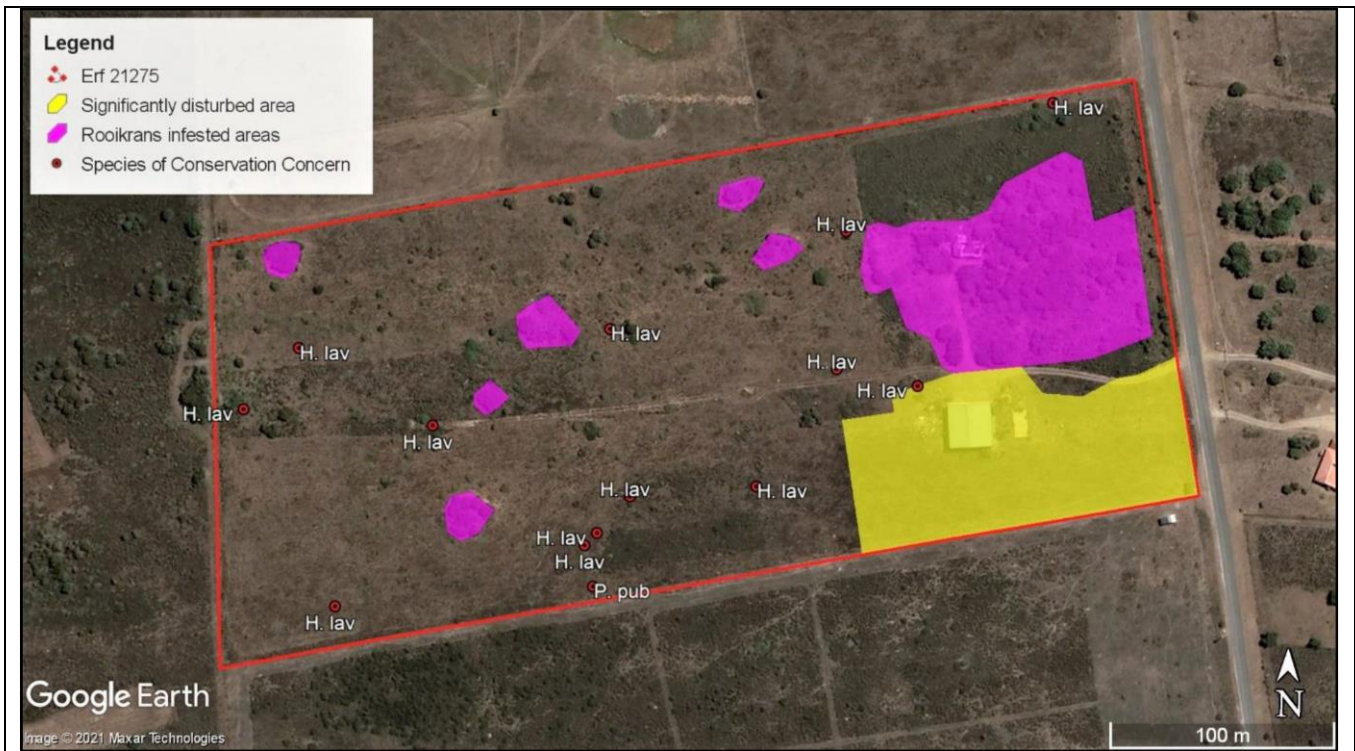 Legend
Erf 21275
Significantly disturbed area
Rooikrans infested areas
Species of Conservation Concern
H. lav
H. lav
H. lav
H. lav
H. lav
H. lav
H. lav
H. lav
H. lav
H. lav
H. lav
H. lav
P. pub
H. lav
Google Earth
Image © 2021 Maxar Technologies
N
100 m